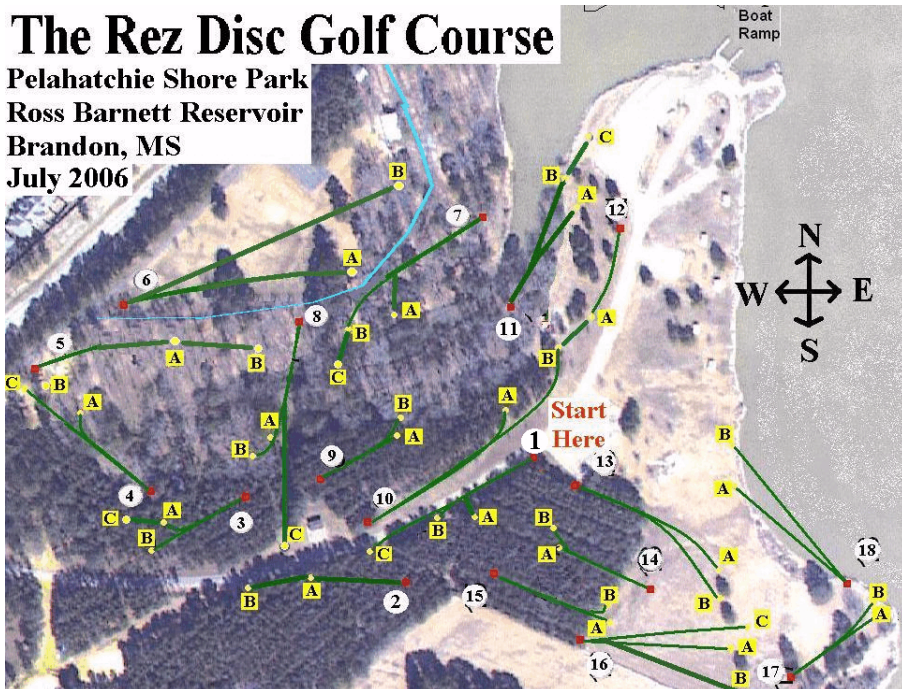 Boat
Ramp
The Rez Disc Golf Course
Pelahatchie Shore Park
Ross Barnett Reservoir
Brandon, MS
July 2006
C
B
B
A
7
12
N
A
6
W
E
8
A
11
S
B
A
5
A
B
B
C
C
B
A
B
Start
Here
A
A
B
B
1
9
13
A
4
10
C
A
3
B
A
B
A
18
C
C
A
14
B
A
B
2
15
B
B
B
A
A
C
16
A
17
B